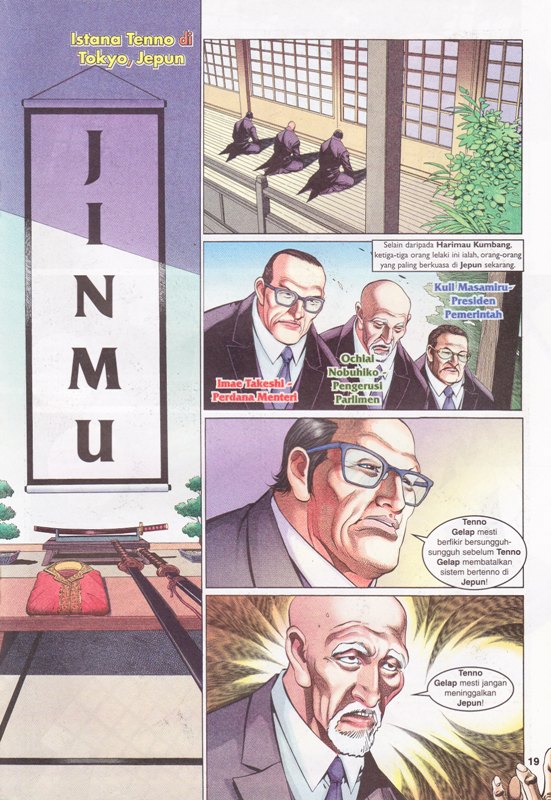 Istana Tenno di
Tokyo, Jepun
J
I
N
M
U
Selain daripada Harimau Kumbang,
ketiga-tiga orang lelaki ini ialah, orang-orang
yang paling berkuasa di Jepun sekarang.
Imae Takeshi -
Perdana Menteri
Ochiai
Nobuhiko -
Pengerusi
Parlimen
Kuil Masamiru-
Presiden
Pemerintah
Tenno
Gelap mesti
berfikir bersungguh-
sungguh sebelum Tenno
Gelap membatalkan
sistem bertenno di
Jepun!
Tenno
Gelap mesti jangan
meninggalkan
Jepun!
19